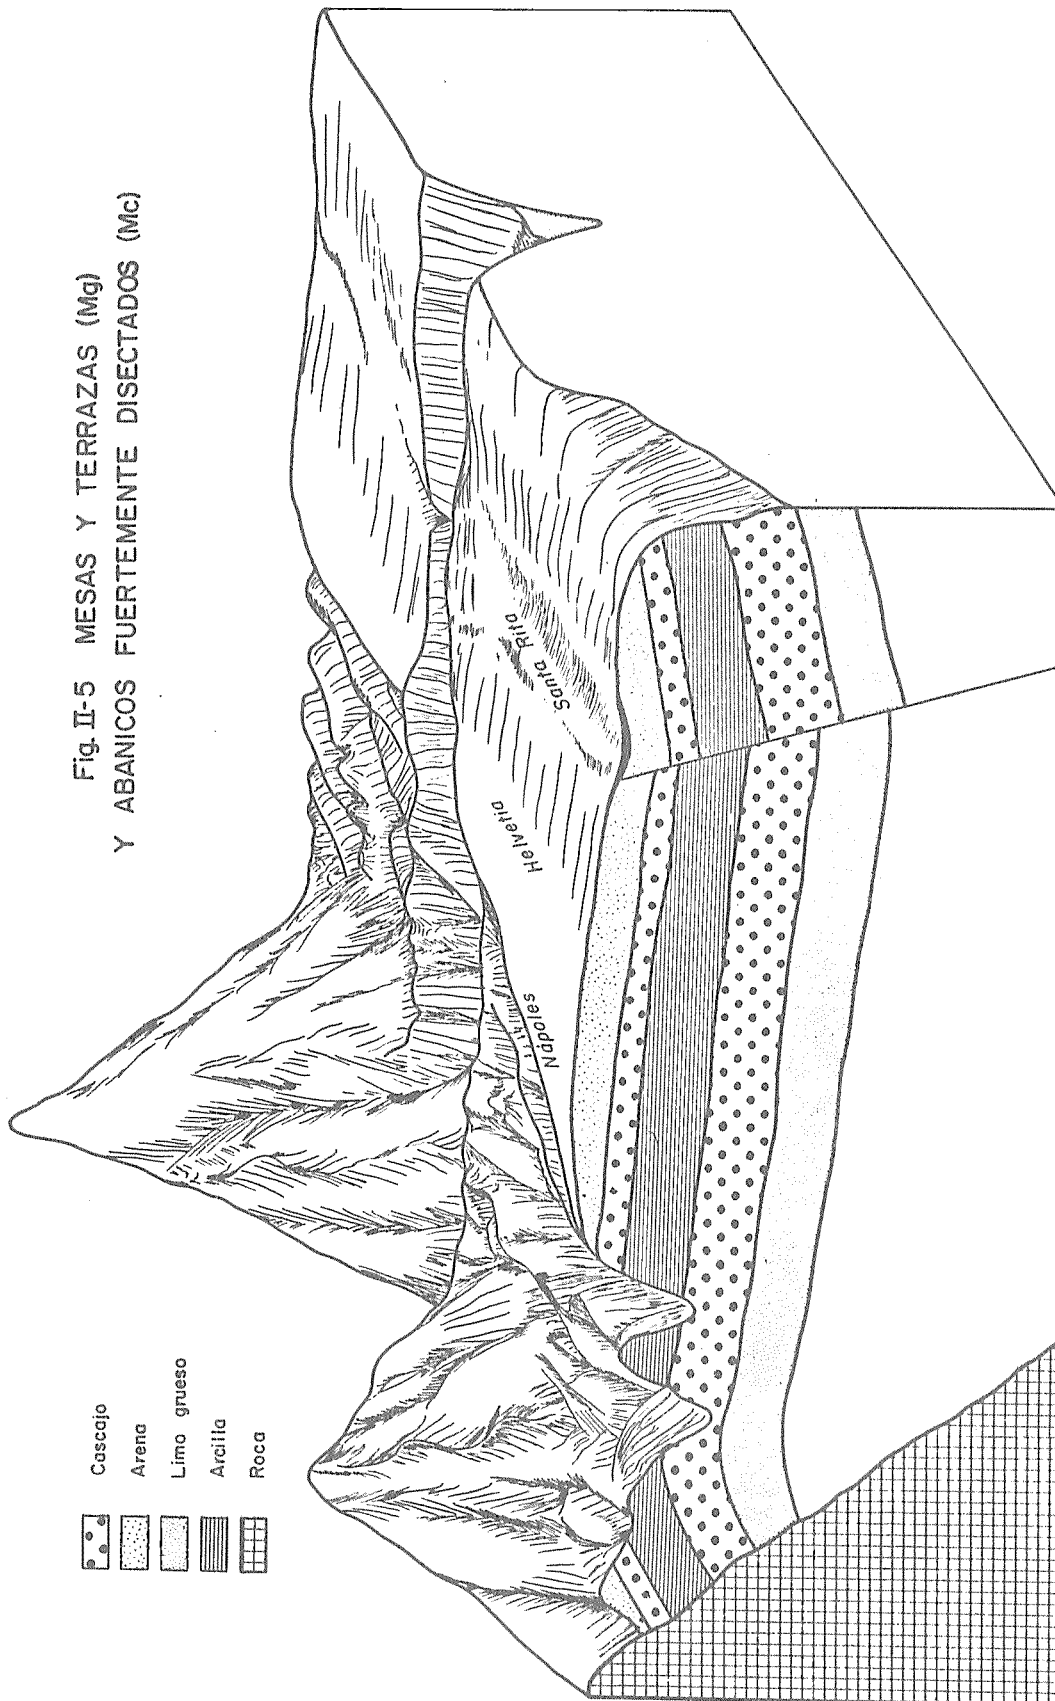 Fig. II-5 MESAS Y TERRAZAS (Mg)
Y ABANICOS FUERTEMENTE DISECTADOS (Mc)
Cascajo
Arena
Limo grueso
Arcilla
Roca
Nápoles
Helvetia
Santa Rita